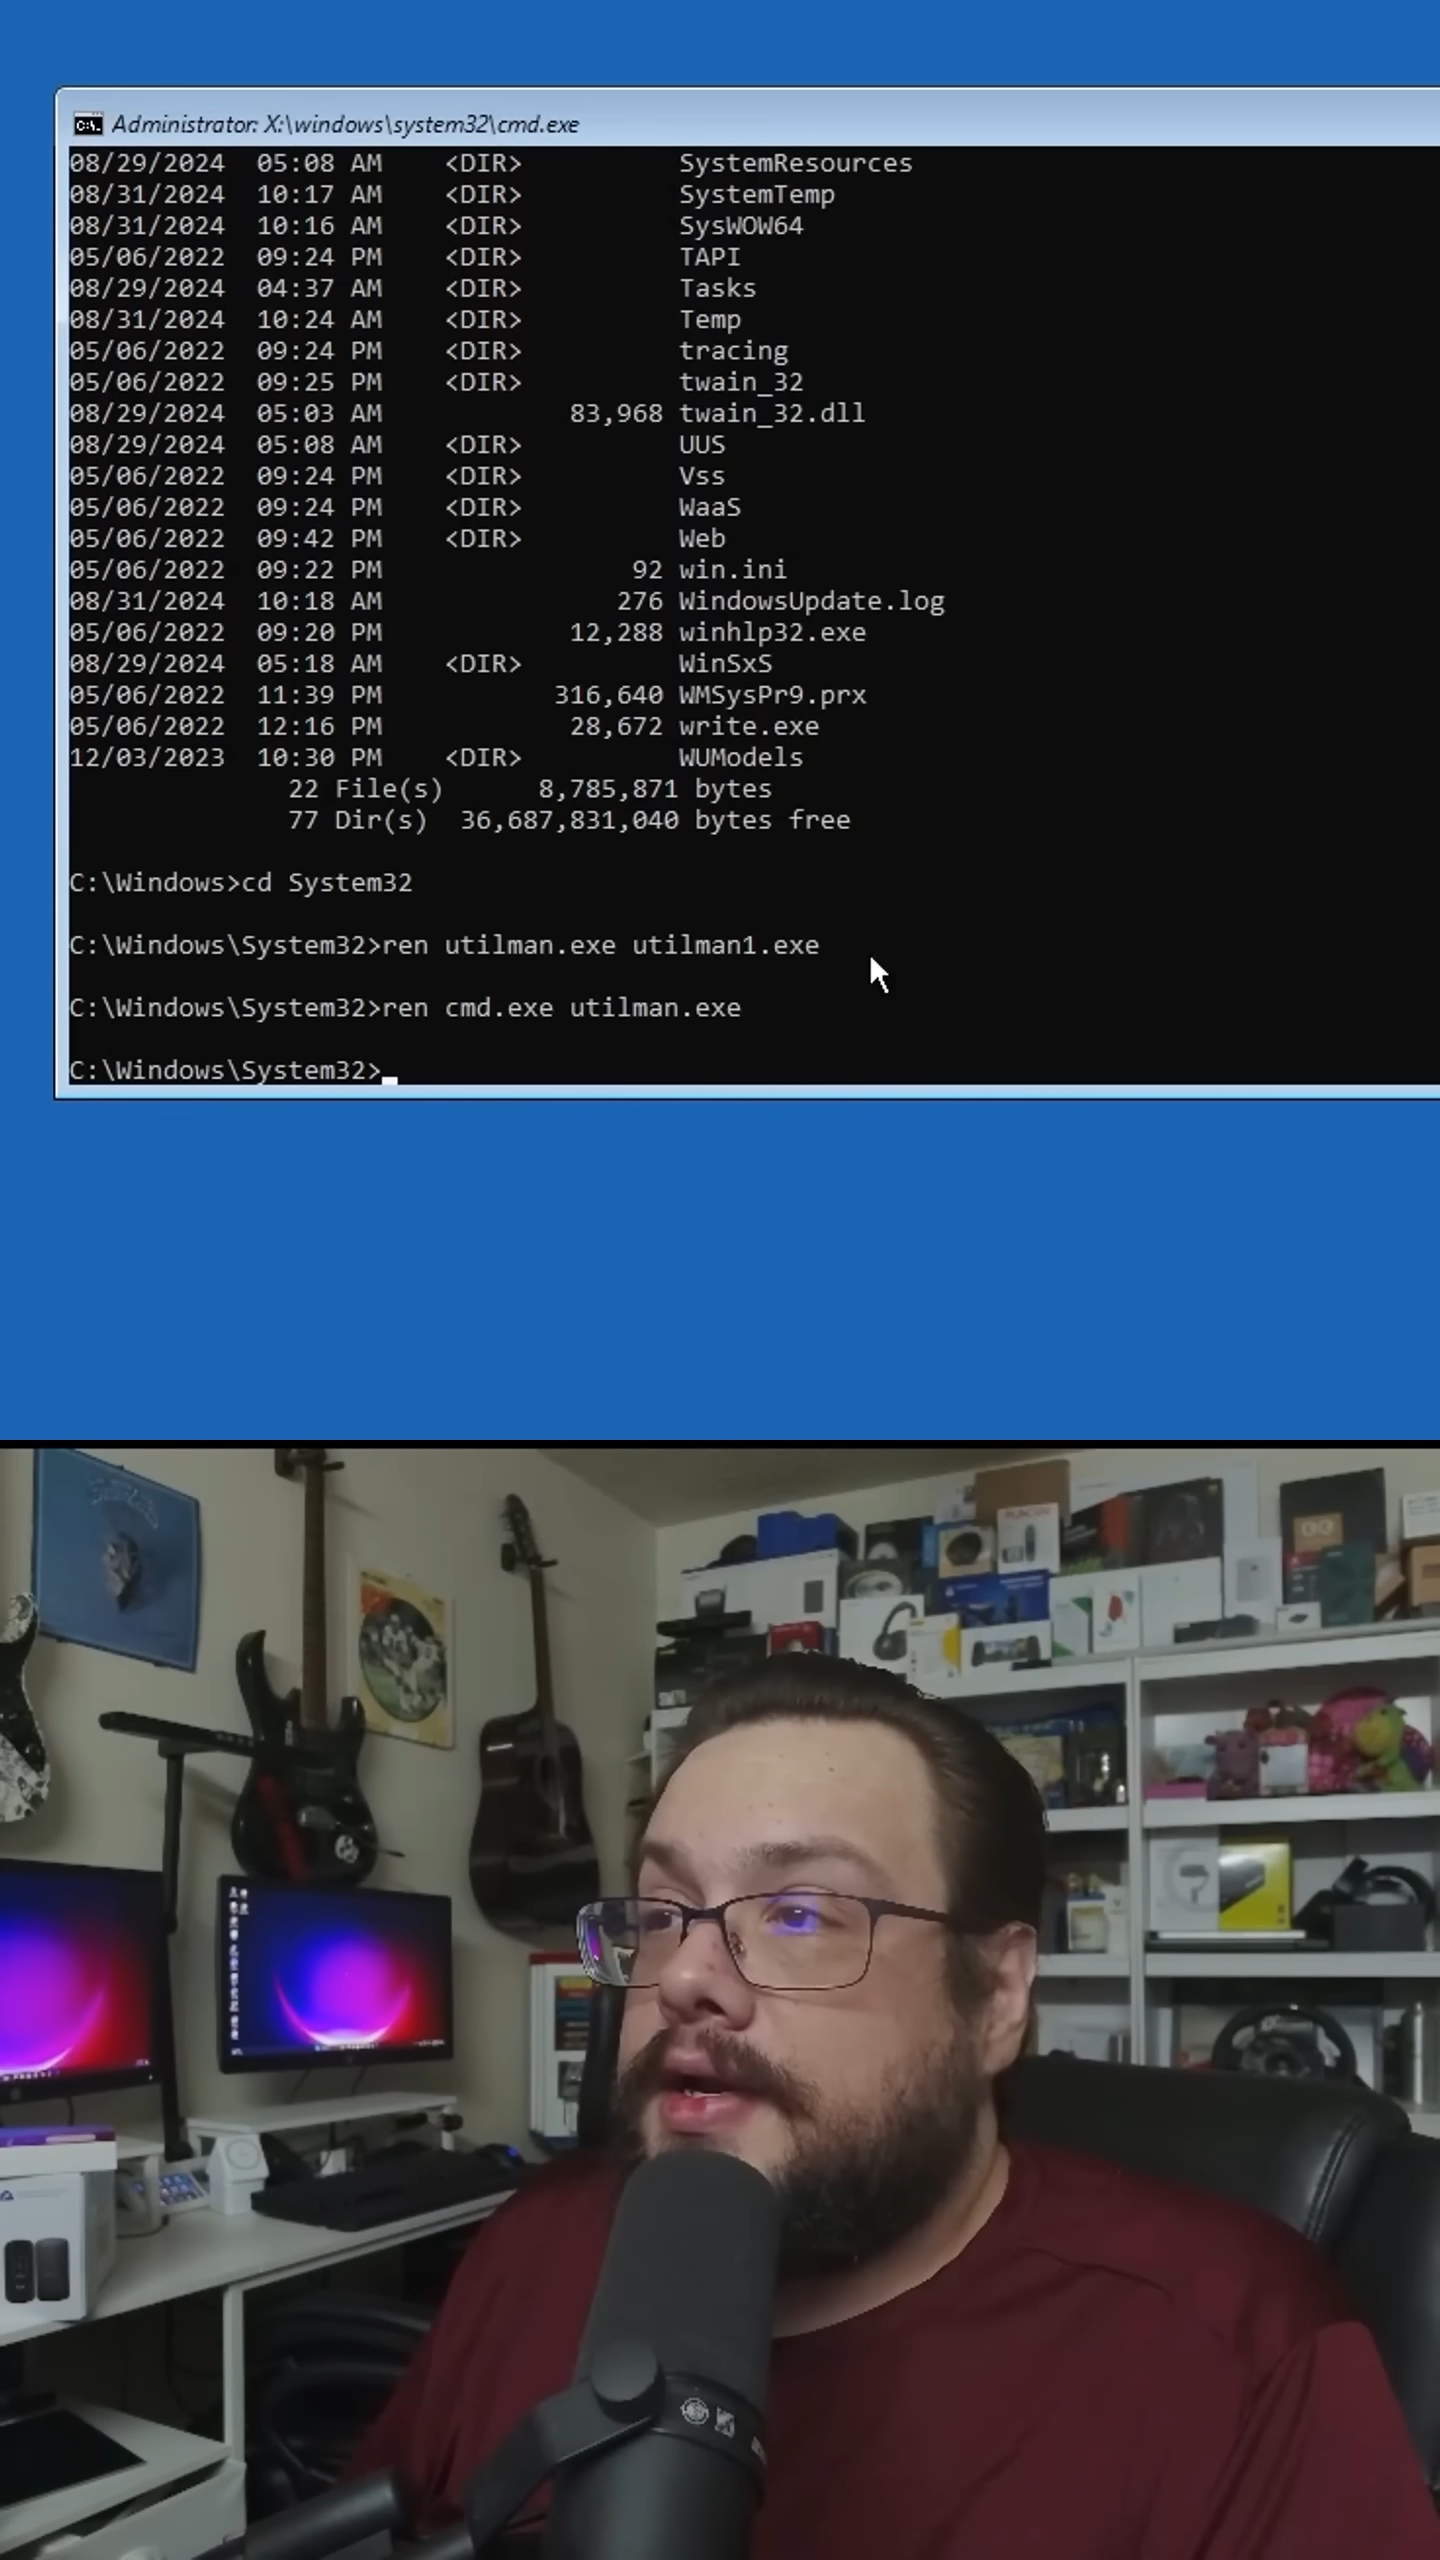 Administrator: X:\windows\system32\cmd.exe
08/29/2024  05:08 AM    <DIR>          SystemResources
08/31/2024  10:17 AM    <DIR>          SystemTemp
08/31/2024  10:16 AM    <DIR>          SysWOW64
05/06/2022  09:24 PM    <DIR>          TAPI
08/29/2024  04:37 AM    <DIR>          Tasks
08/31/2024  10:24 AM    <DIR>          Temp
05/06/2022  09:24 PM    <DIR>          tracing
05/06/2022  09:25 PM    <DIR>          twain_32
08/29/2024  05:03 AM            83,968 twain_32.dll
08/29/2024  05:08 AM    <DIR>          UUS
05/06/2022  09:24 PM    <DIR>          Vss
05/06/2022  09:24 PM    <DIR>          WaaS
05/06/2022  09:42 PM    <DIR>          Web
05/06/2022  09:22 PM                92 win.ini
08/31/2024  10:18 AM               276 WindowsUpdate.log
05/06/2022  09:20 PM            12,288 winhlp32.exe
08/29/2024  05:18 AM    <DIR>          WinSxS
05/06/2022  11:39 PM           316,640 WMSysPr9.prx
05/06/2022  12:16 PM            28,672 write.exe
12/03/2023  10:30 PM    <DIR>          WUModels
22 File(s)      8,785,871 bytes
77 Dir(s)  36,687,831,040 bytes free
C:\Windows>cd System32
C:\Windows\System32>ren utilman.exe utilman1.exe
C:\Windows\System32>ren cmd.exe utilman.exe
C:\Windows\System32>